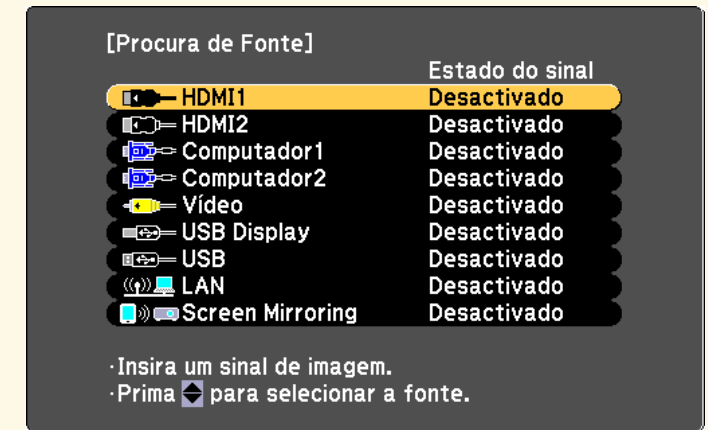 [Procura de Fonte]
Estado do sinal
HDMI1 Desactivado
HDMI2 Desactivado
Computador1 Desactivado
Computador2 Desactivado
Vídeo Desactivado
USB Display Desactivado
USB Desactivado
LAN Desactivado
Screen Mirroring Desactivado
·Insira um sinal de imagem.
·Prima para selecionar a fonte.